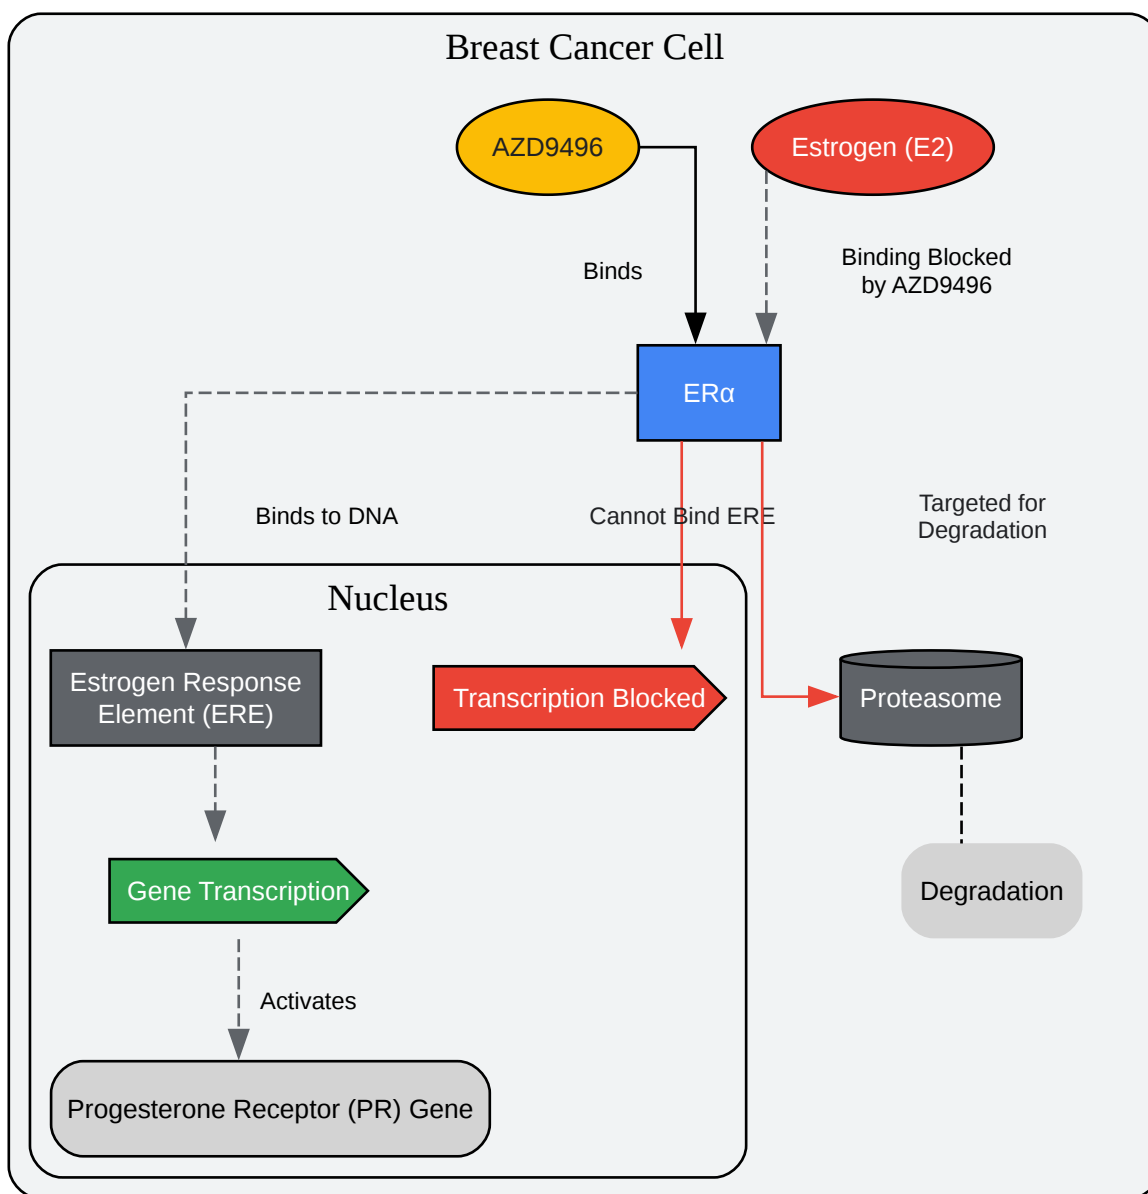 Breast Cancer Cell
AZD9496
Estrogen (E2)
Binds
Binding Blocked
by AZD9496
ERα
Binds to DNA
Cannot Bind ERE
Targeted for
Degradation
Nucleus
Estrogen Response
Element (ERE)
Transcription Blocked
Proteasome
Gene Transcription
Degradation
Activates
Progesterone Receptor (PR) Gene